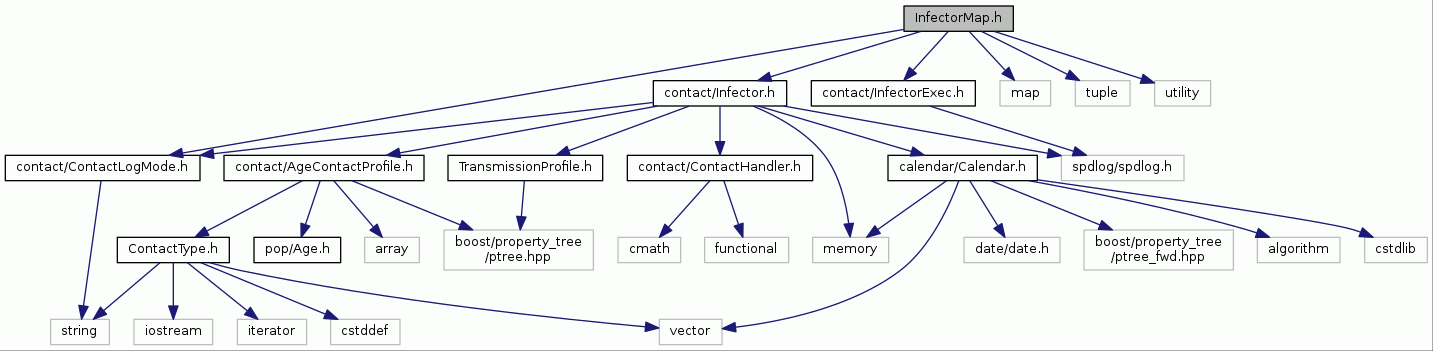 InfectorMap.h
contact/Infector.h
contact/InfectorExec.h
map
tuple
utility
contact/ContactLogMode.h
contact/AgeContactProfile.h
TransmissionProfile.h
contact/ContactHandler.h
calendar/Calendar.h
spdlog/spdlog.h
ContactType.h
pop/Age.h
array
boost/property_tree
/ptree.hpp
cmath
functional
memory
date/date.h
boost/property_tree
/ptree_fwd.hpp
algorithm
cstdlib
string
iostream
iterator
cstddef
vector